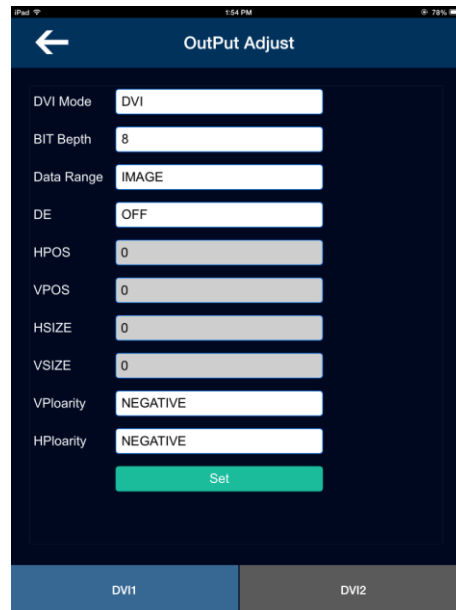 iPad 1:54 PM 78%
OutPut Adjust
DVI Mode DVI
BIT Bepth 8
Data Range IMAGE
DE OFF
HPOS 0
VPOS 0
HSIZE 0
VSIZE 0
VPloarity NEGATIVE
HPloarity NEGATIVE
Set
DVI1 DVI2